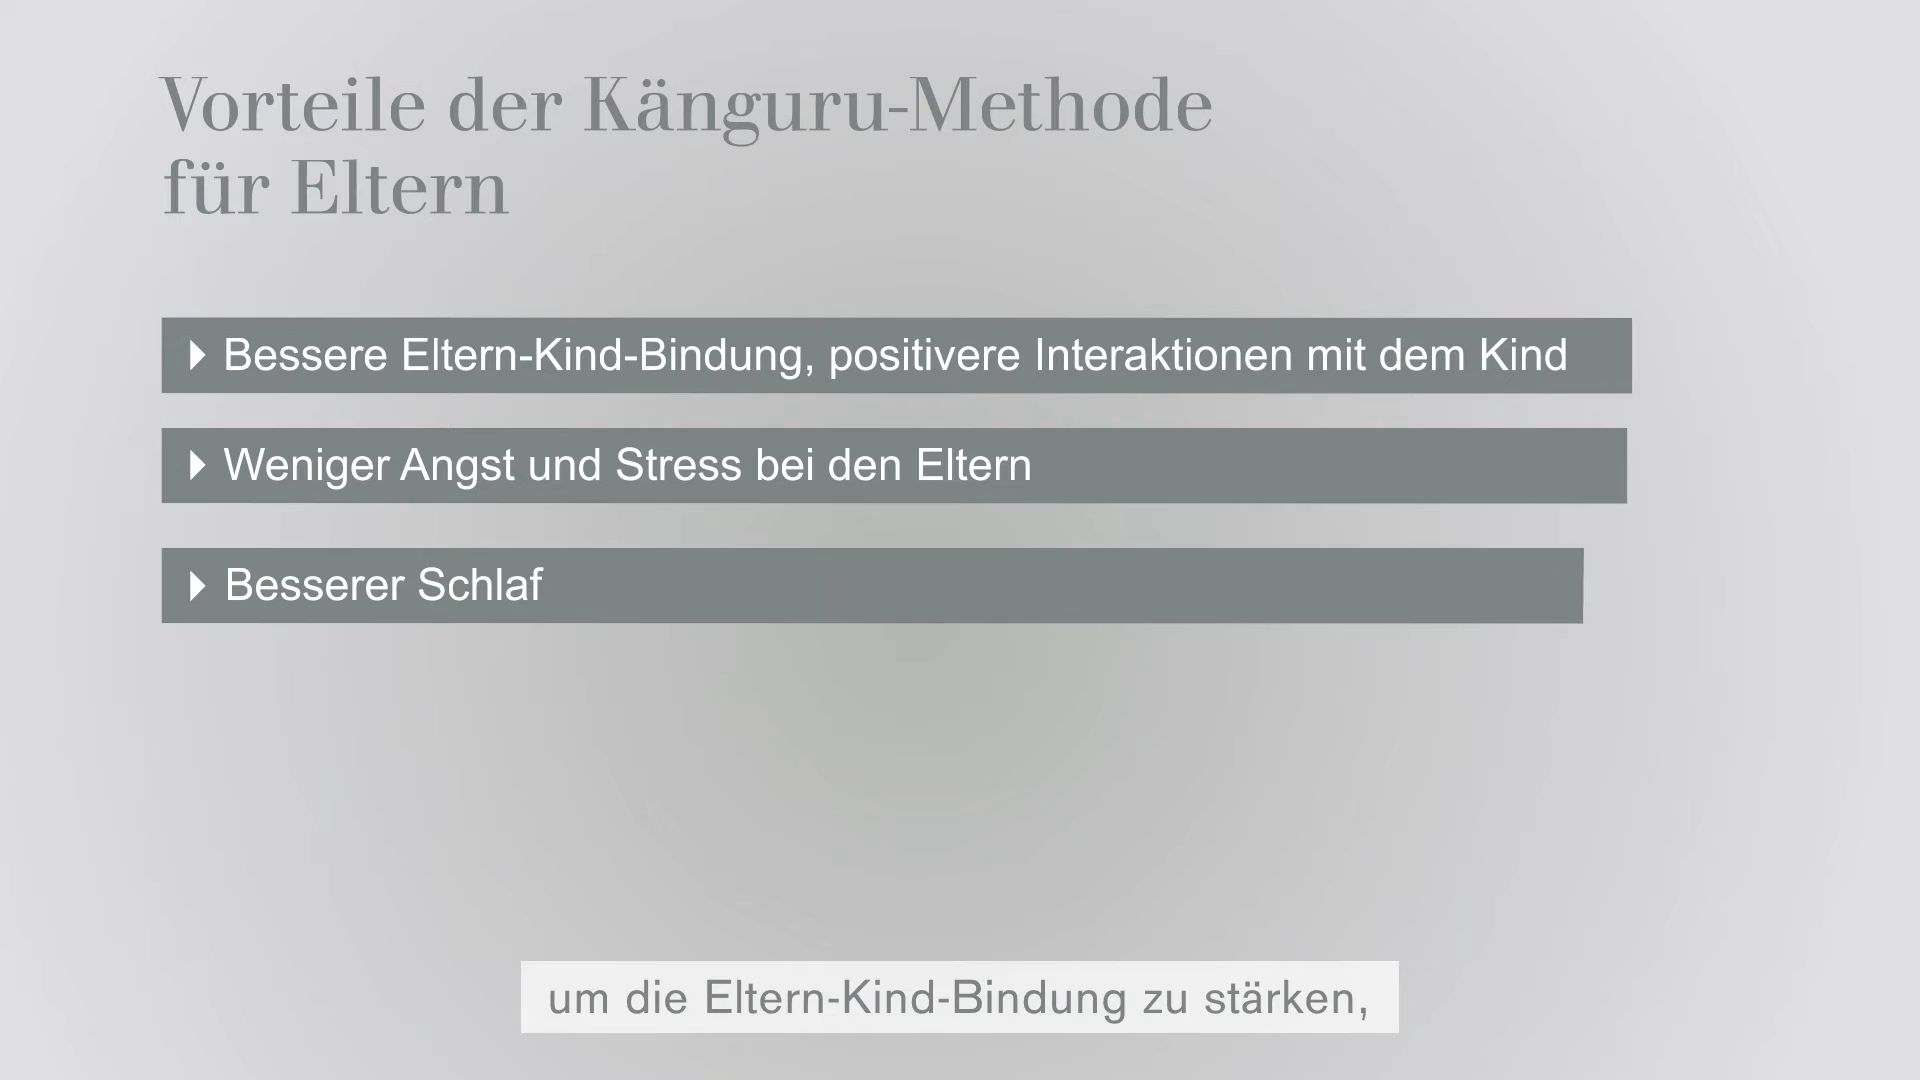 Vorteile der Känguru-Methode
für Eltern
Bessere Eltern-Kind-Bindung, positivere Interaktionen mit dem Kind
Weniger Angst und Stress bei den Eltern
Besserer Schlaf
um die Eltern-Kind-Bindung zu stärken,